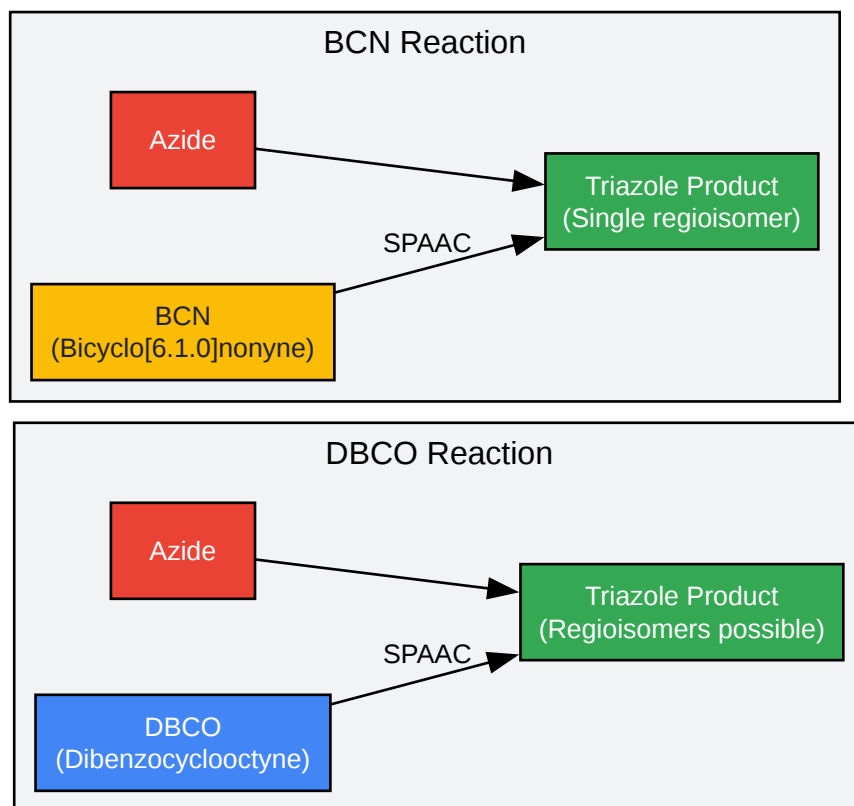 BCN Reaction
Azide
Triazole Product
(Single regioisomer)
SPAAC
BCN
(Bicyclo[6.1.0]nonyne)
DBCO Reaction
Azide
Triazole Product
(Regioisomers possible)
SPAAC
DBCO
(Dibenzocyclooctyne)